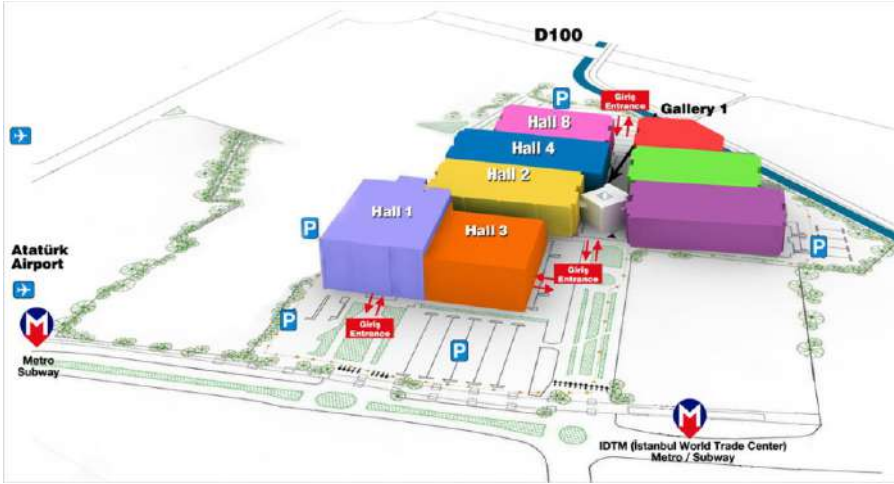 D100
P
Giriş
Entrance
Gallery 1
Hall 8
Hall 4
Hall 2
Hall 1
Hall 3
P
P
Atatürk
Airport
Giriş
Entrance
M
Metro
Subway
P
Giriş
Entrance
P
M
IDTM (İstanbul World Trade Center)
Metro / Subway